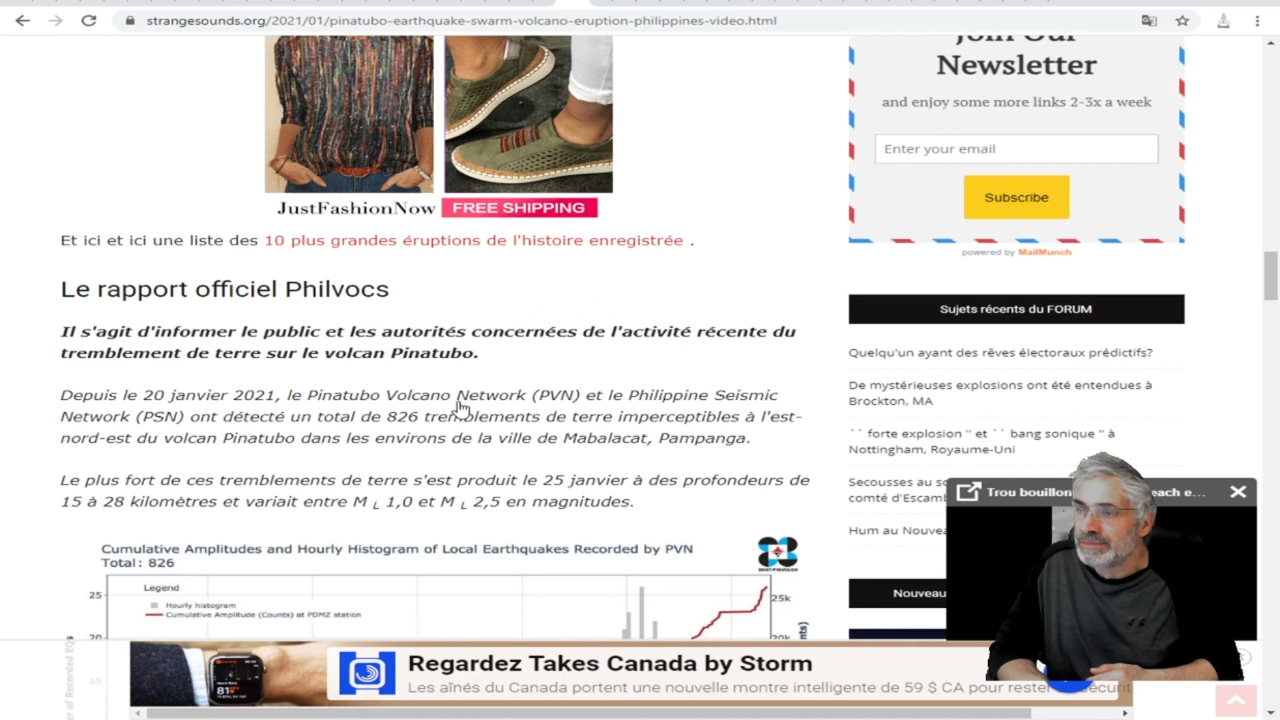 strangesounds.org/2021/01/pinatubo-earthquake-swarm-volcano-eruption-philippines-video.html
JustFashionNow FREE SHIPPING
Et ici et ici une liste des 10 plus grandes éruptions de l'histoire enregistrée .
Le rapport officiel Philvocs
Il s'agit d'informer le public et les autorités concernées de l'activité récente du
tremblement de terre sur le volcan Pinatubo.
Depuis le 20 janvier 2021, le Pinatubo Volcano Network (PVN) et le Philippine Seismic
Network (PSN) ont détecté un total de 826 tremblements de terre imperceptibles à l'est-
nord-est du volcan Pinatubo dans les environs de la ville de Mabalacat, Pampanga.
Le plus fort de ces tremblements de terre s'est produit le 25 janvier à des profondeurs de
15 à 28 kilomètres et variait entre M L 1,0 et M L 2,5 en magnitudes.
Cumulative Amplitudes and Hourly Histogram of Local Earthquakes Recorded by PVN
Total: 826
Legend
Hourly histogram
Cumulative Amplitude (Counts) at PDMZ station
25
25k
20
20k
Join Our
Newsletter
and enjoy some more links 2-3x a week
Enter your email
Subscribe
powered by MailMunch
Sujets récents du FORUM
Quelqu'un ayant des rêves électoraux prédictifs?
De mystérieuses explosions ont été entendues à
Brockton, MA
`` forte explosion '' et `` bang sonique '' à
Nottingham, Royaume-Uni
Secousses au
comté d'Escam
Hum au Nouve
Trou bouillon
each e...
Nouveau
Regardez Takes Canada by Storm
Les aînés du Canada portent une nouvelle montre intelligente de
CA pour rester
81